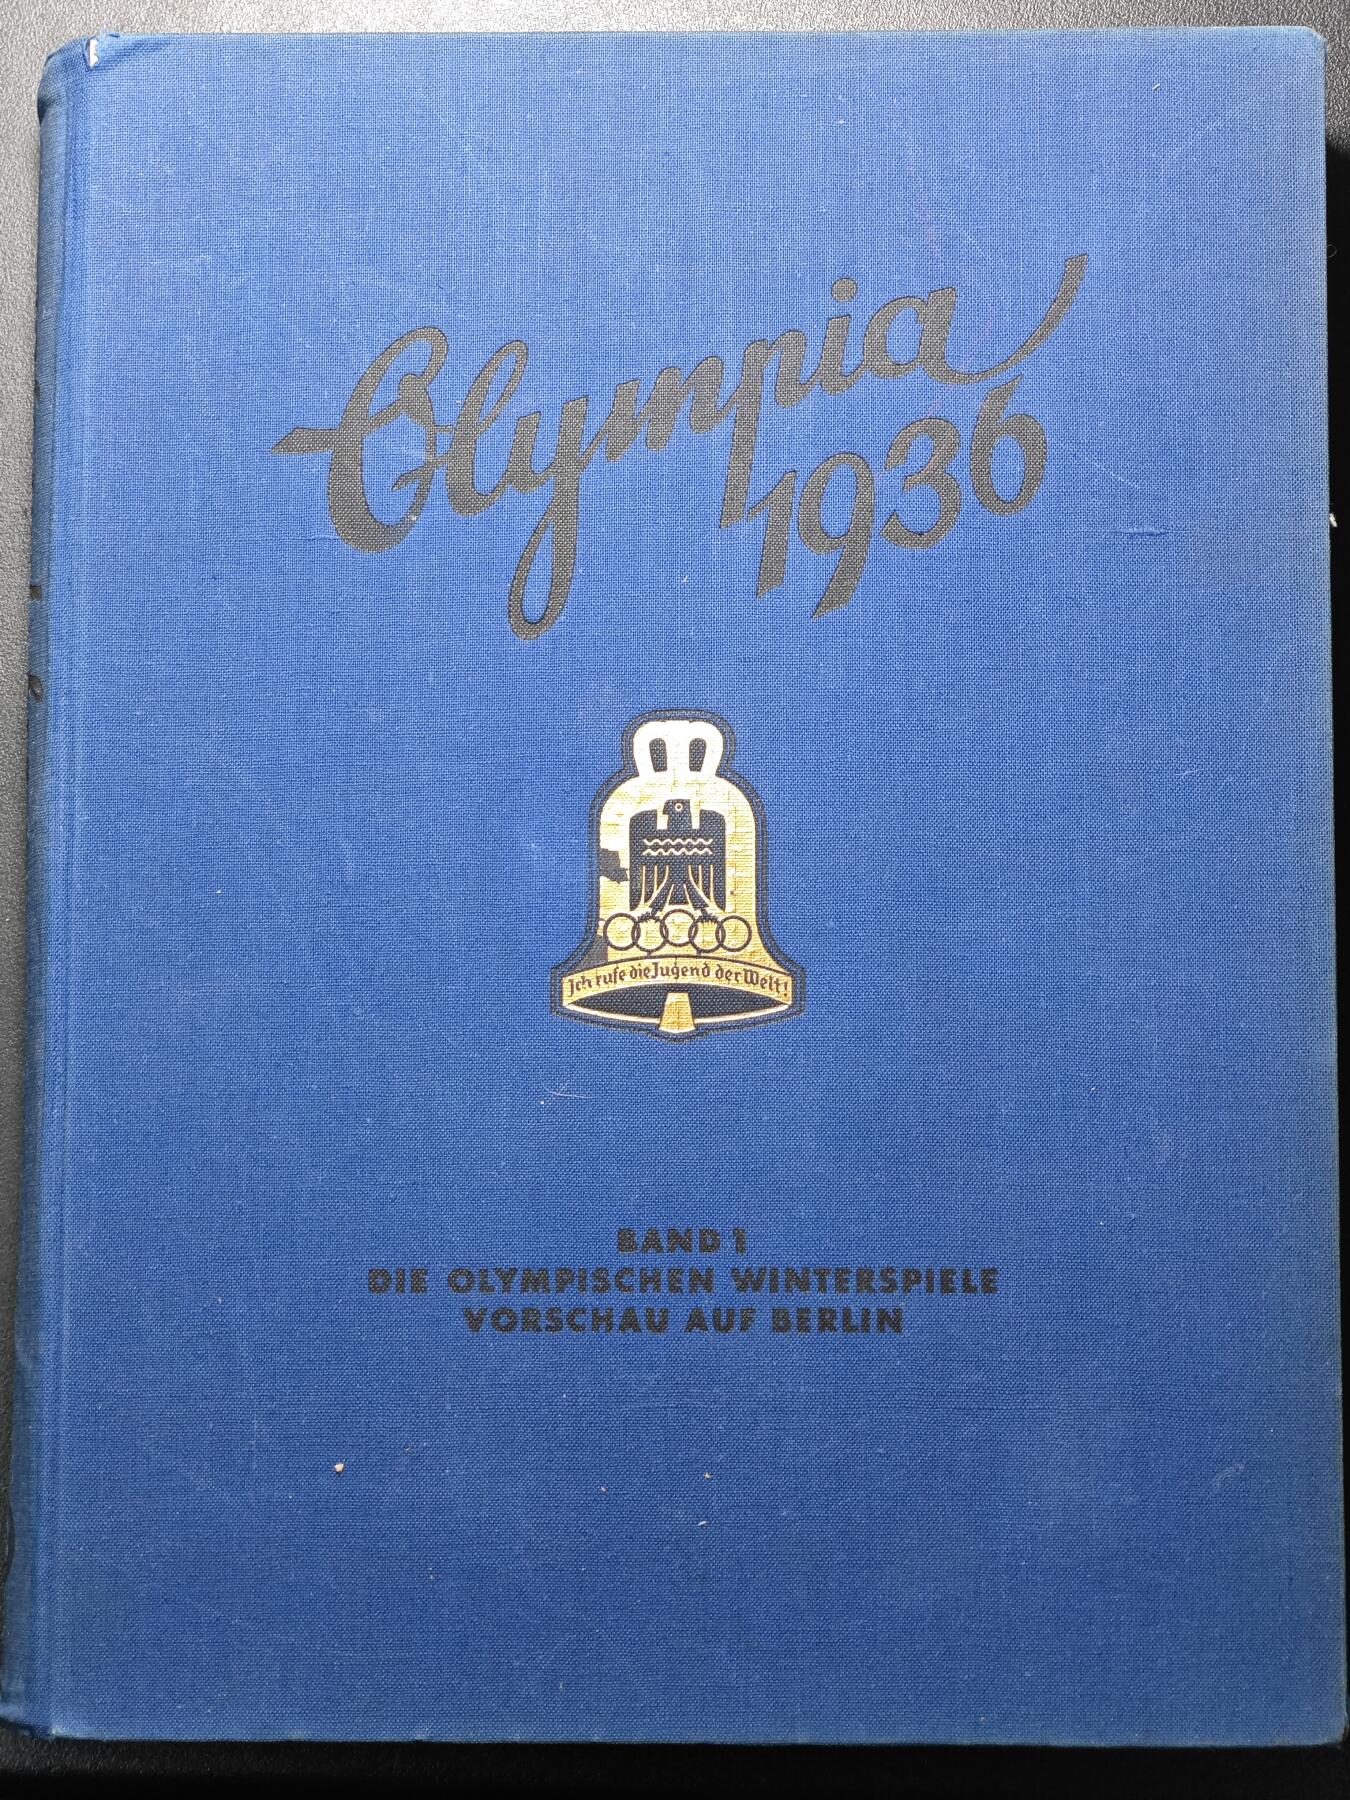 Olympia
1936
Ich rufe die Jugend der Welt!
BAND 1
DIE OLYMPISCHEN WINTERSPIELE
VORSCHAU AUF BERLIN